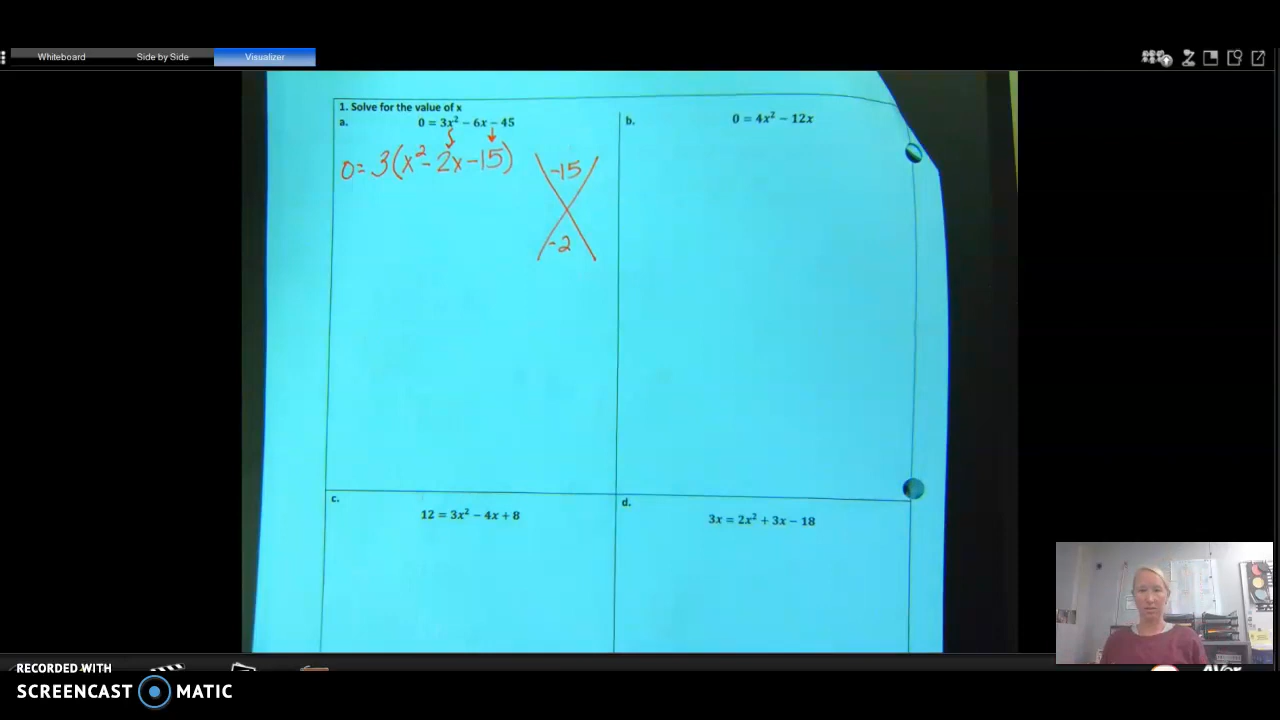 Whiteboard
Side by Side
Visualizer
1. Solve for the value of x
a.
0 = 3x² − 6x − 45
0 = 3(x² − 2x − 15)
-15
-2
b.
0 = 4x² − 12x
c.
12 = 3x² − 4x + 8
d.
3x = 2x² + 3x − 18
RECORDED WITH
SCREENCAST MATIC